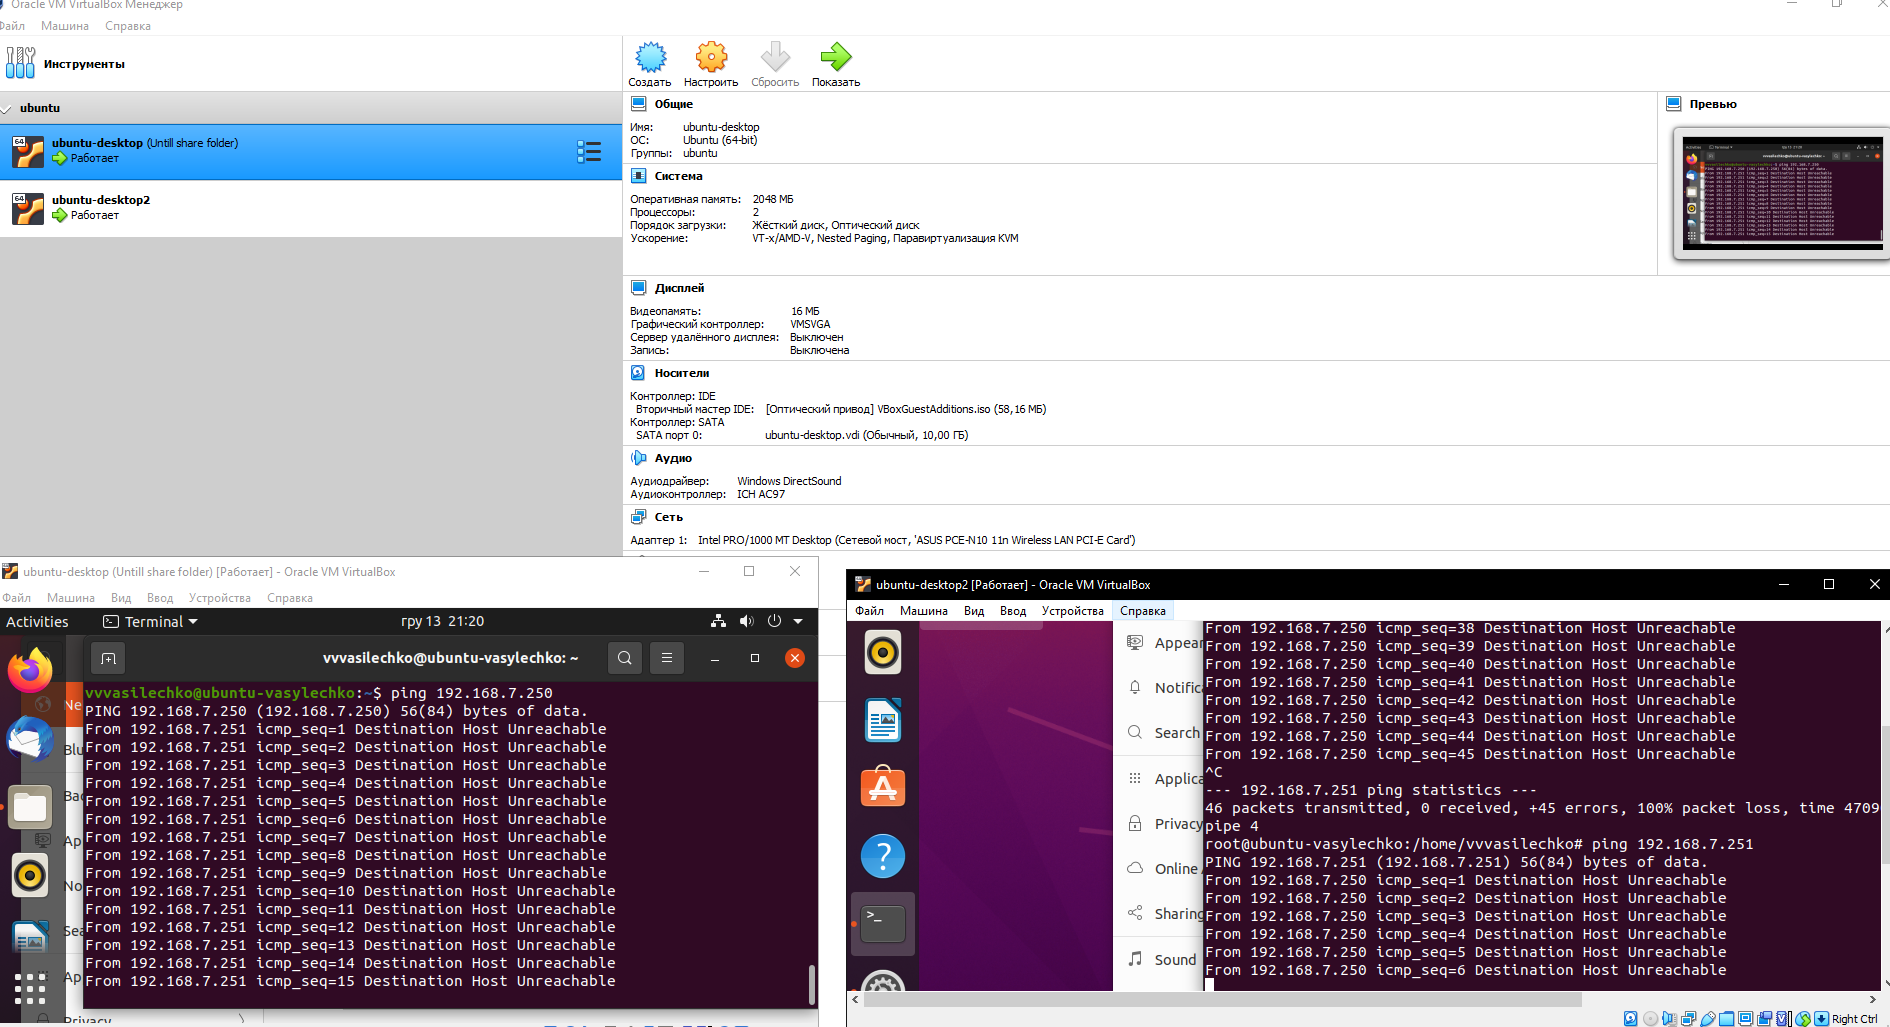 Oracle VM VirtualBox Менеджер
Файл Машина Справка
Инструменты
Создать Настроить Сбросить Показать
ubuntu
ubuntu-desktop (Untill share folder)
Работает
ubuntu-desktop2
Работает
Общие
Имя: ubuntu-desktop
ОС: Ubuntu (64-bit)
Группы: ubuntu
Превью
Система
Оперативная память: 2048 МБ
Процессоры: 2
Порядок загрузки: Жёсткий диск, Оптический диск
Ускорение: VT-x/AMD-V, Nested Paging, Паравиртуализация KVM
Дисплей
Видеопамять: 16 МБ
Графический контроллер: VMSVGA
Сервер удалённого дисплея: Выключен
Запись: Выключена
Носители
Контроллер: IDE
Вторичный мастер IDE: [Оптический привод] VBoxGuestAdditions.iso (58,16 МБ)
Контроллер: SATA
SATA порт 0: ubuntu-desktop.vdi (Обычный, 10,00 ГБ)
Аудио
Аудиодрайвер: Windows DirectSound
Аудиоконтроллер: ICH AC97
Сеть
Адаптер 1: Intel PRO/1000 MT Desktop (Сетевой мост, 'ASUS PCE-N10 11n Wireless LAN PCI-E Card')
ubuntu-desktop (Untill share folder) [Работает] - Oracle VM VirtualBox
Файл Машина Вид Ввод Устройства Справка
Activities Terminal гру 13 21:20
vvvasilechko@ubuntu-vasylechko: ~
vvvasilechko@ubuntu-vasylechko:~$ ping 192.168.7.250
PING 192.168.7.250 (192.168.7.250) 56(84) bytes of data.
From 192.168.7.251 icmp_seq=1 Destination Host Unreachable
From 192.168.7.251 icmp_seq=2 Destination Host Unreachable
From 192.168.7.251 icmp_seq=3 Destination Host Unreachable
From 192.168.7.251 icmp_seq=4 Destination Host Unreachable
From 192.168.7.251 icmp_seq=5 Destination Host Unreachable
From 192.168.7.251 icmp_seq=6 Destination Host Unreachable
From 192.168.7.251 icmp_seq=7 Destination Host Unreachable
From 192.168.7.251 icmp_seq=8 Destination Host Unreachable
From 192.168.7.251 icmp_seq=9 Destination Host Unreachable
From 192.168.7.251 icmp_seq=10 Destination Host Unreachable
From 192.168.7.251 icmp_seq=11 Destination Host Unreachable
From 192.168.7.251 icmp_seq=12 Destination Host Unreachable
From 192.168.7.251 icmp_seq=13 Destination Host Unreachable
From 192.168.7.251 icmp_seq=14 Destination Host Unreachable
From 192.168.7.251 icmp_seq=15 Destination Host Unreachable
Ne
Blu
Bac
Ap
No
Sea
Ap
Privacy
ubuntu-desktop2 [Работает] - Oracle VM VirtualBox
Файл Машина Вид Ввод Устройства Справка
Appear
Notific
Search
Applica
Privacy
Online
Sharing
Sound
From 192.168.7.250 icmp_seq=38 Destination Host Unreachable
From 192.168.7.250 icmp_seq=39 Destination Host Unreachable
From 192.168.7.250 icmp_seq=40 Destination Host Unreachable
From 192.168.7.250 icmp_seq=41 Destination Host Unreachable
From 192.168.7.250 icmp_seq=42 Destination Host Unreachable
From 192.168.7.250 icmp_seq=43 Destination Host Unreachable
From 192.168.7.250 icmp_seq=44 Destination Host Unreachable
From 192.168.7.250 icmp_seq=45 Destination Host Unreachable
^C
--- 192.168.7.251 ping statistics ---
46 packets transmitted, 0 received, +45 errors, 100% packet loss, time 4709
pipe 4
root@ubuntu-vasylechko:/home/vvvasilechko# ping 192.168.7.251
PING 192.168.7.251 (192.168.7.251) 56(84) bytes of data.
From 192.168.7.250 icmp_seq=1 Destination Host Unreachable
From 192.168.7.250 icmp_seq=2 Destination Host Unreachable
From 192.168.7.250 icmp_seq=3 Destination Host Unreachable
From 192.168.7.250 icmp_seq=4 Destination Host Unreachable
From 192.168.7.250 icmp_seq=5 Destination Host Unreachable
From 192.168.7.250 icmp_seq=6 Destination Host Unreachable
Right Ctrl